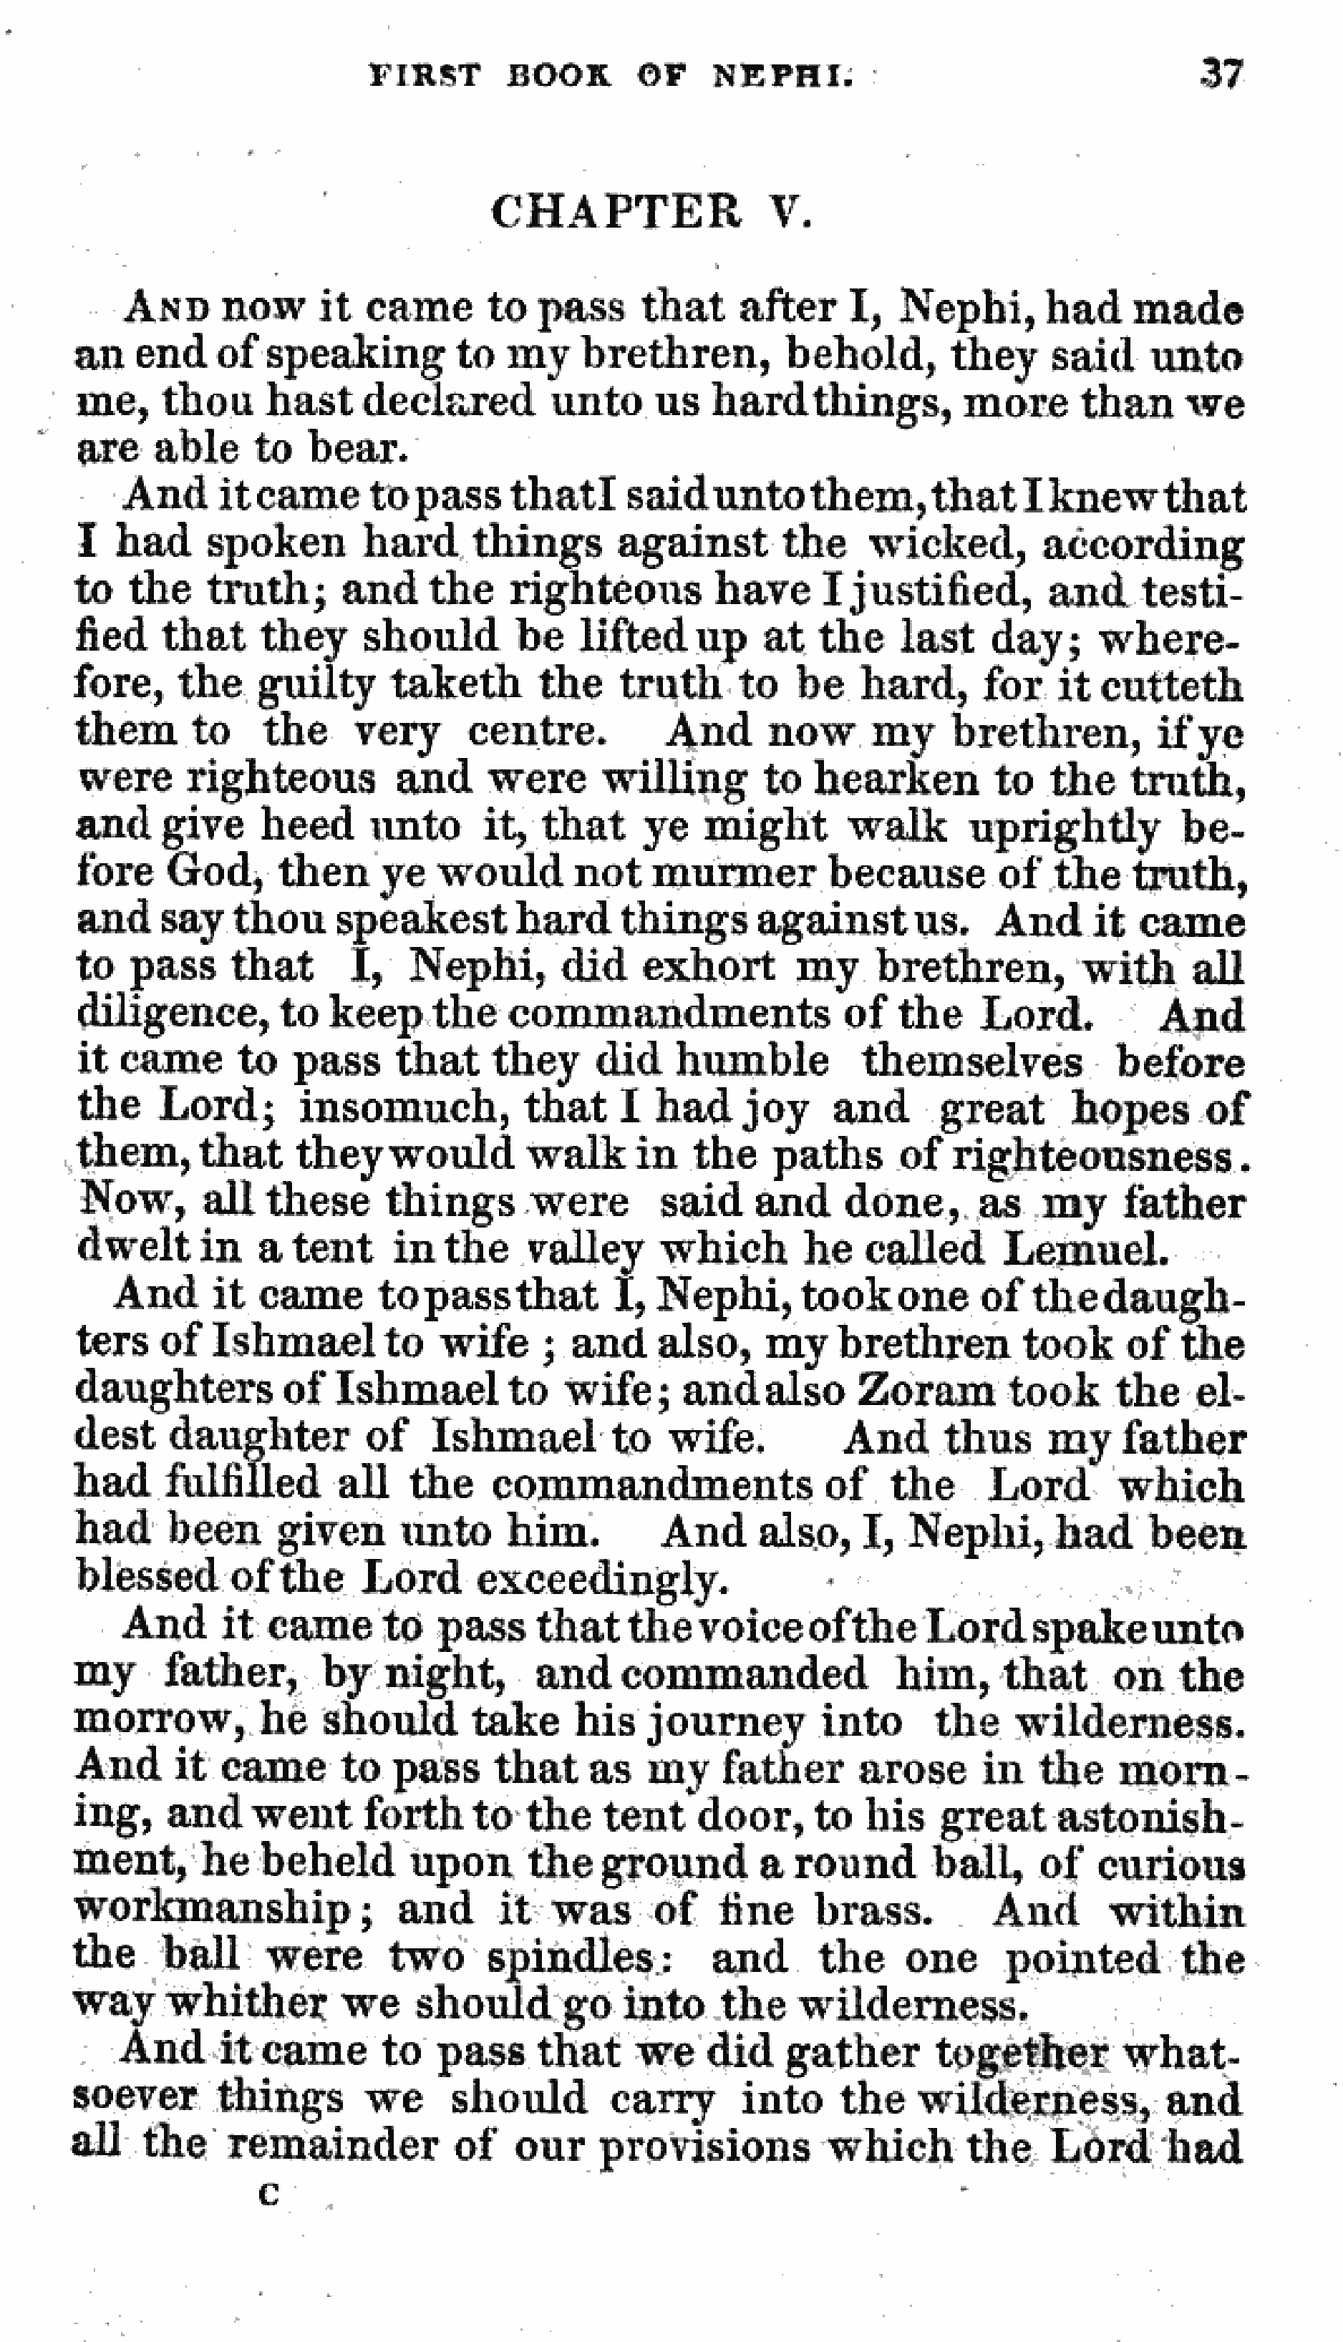 FIRST BOOK OF NEPHI. 37
CHAPTER V.
AND now it came to pass that after I, Nephi, had made
an end of speaking to my brethren, behold, they said unto
me, thou hast declared unto us hard things, more than we
are able to bear.
And it came to pass that I said unto them, that I knew that
I had spoken hard things against the wicked, according
to the truth; and the righteous have I justified, and testi-
fied that they should be lifted up at the last day; where-
fore, the guilty taketh the truth to be hard, for it cutteth
them to the very centre. And now my brethren, if ye
were righteous and were willing to hearken to the truth,
and give heed unto it, that ye might walk uprightly be-
fore God, then ye would not murmer because of the truth,
and say thou speakest hard things against us. And it came
to pass that I, Nephi, did exhort my brethren, with all
diligence, to keep the commandments of the Lord. And
it came to pass that they did humble themselves before
the Lord; insomuch, that I had joy and great hopes of
them, that they would walk in the paths of righteousness.
Now, all these things were said and done, as my father
dwelt in a tent in the valley which he called Lemuel.
And it came to pass that I, Nephi, took one of the daugh-
ters of Ishmael to wife ; and also, my brethren took of the
daughters of Ishmael to wife; and also Zoram took the el-
dest daughter of Ishmael to wife. And thus my father
had fulfilled all the commandments of the Lord which
had been given unto him. And also, I, Nephi, had been
blessed of the Lord exceedingly.
And it came to pass that the voice of the Lord spake unto
my father, by night, and commanded him, that on the
morrow, he should take his journey into the wilderness.
And it came to pass that as my father arose in the morn-
ing, and went forth to the tent door, to his great astonish-
ment, he beheld upon the ground a round ball, of curious
workmanship; and it was of fine brass. And within
the ball were two spindles: and the one pointed the
way whither we should go into the wilderness.
And it came to pass that we did gather together what-
soever things we should carry into the wilderness, and
all the remainder of our provisions which the Lord had
C